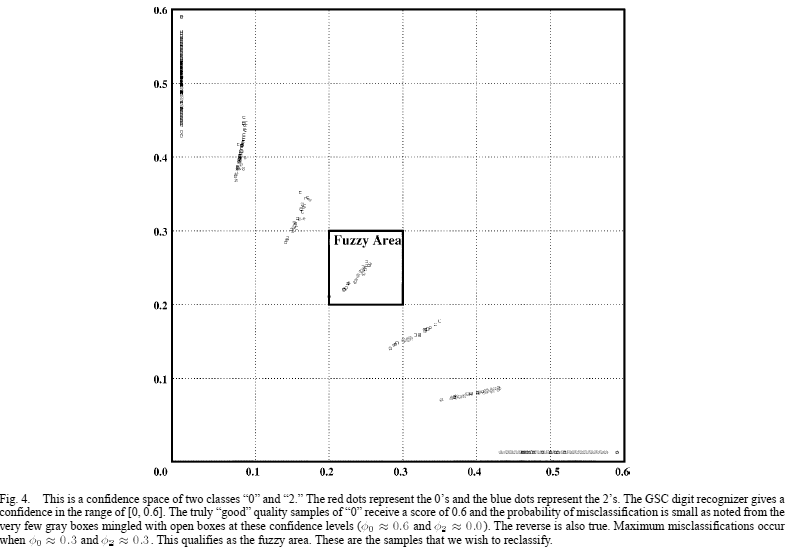 0.6
0.5
0.4
Fuzzy Area
0.3
0.2
0.1
0.0 0.1 0.2 0.3 0.4 0.5 0.6
Fig. 4. This is a confidence space of two classes “0” and “2.” The red dots represent the 0’s and the blue dots represent the 2’s. The GSC digit recognizer gives a
confidence in the range of [0, 0.6]. The truly “good” quality samples of “0” receive a score of 0.6 and the probability of misclassification is small as noted from the
very few gray boxes mingled with open boxes at these confidence levels (ϕ₀ ≈ 0.6 and ϕ₂ ≈ 0.0). The reverse is also true. Maximum misclassifications occur
when ϕ₀ ≈ 0.3 and ϕ₂ ≈ 0.3. This qualifies as the fuzzy area. These are the samples that we wish to reclassify.